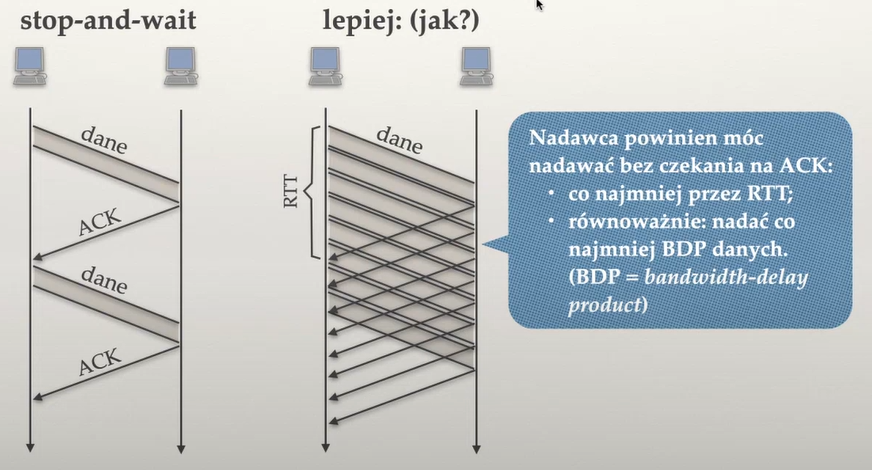 stop-and-wait
dane
ACK
dane
ACK
lepiej: (jak?)
dane
RTT
Nadawca powinien móc
nadawać bez czekania na ACK:
• co najmniej przez RTT;
• równoważnie: nadać co
najmniej BDP danych.
(BDP = bandwidth-delay
product)